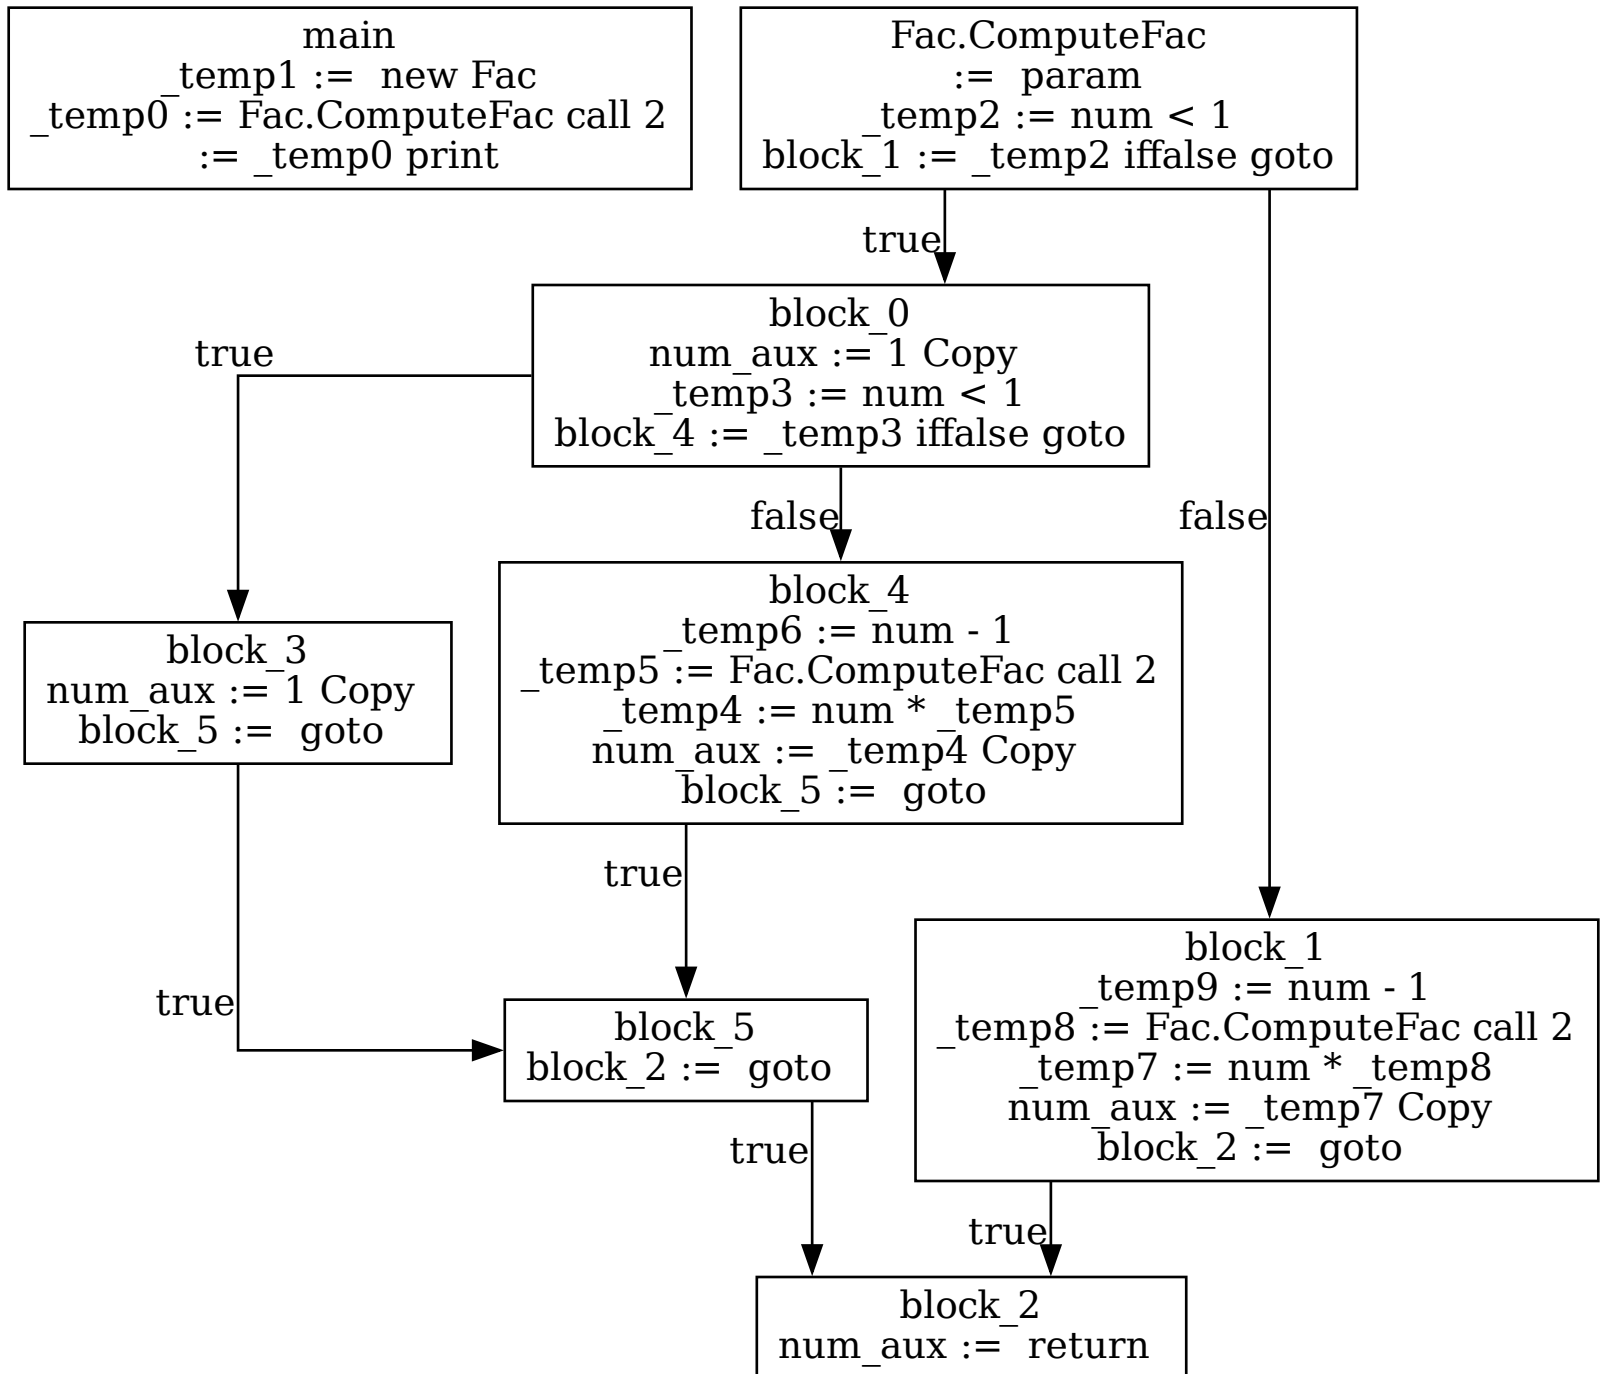 main
_temp1 := new Fac
_temp0 := Fac.ComputeFac call 2
:= _temp0 print
Fac.ComputeFac
:= param
_temp2 := num < 1
block_1 := _temp2 iffalse goto
true
block_0
num_aux := 1 Copy
_temp3 := num < 1
block_4 := _temp3 iffalse goto
true
false
false
block_4
_temp6 := num - 1
_temp5 := Fac.ComputeFac call 2
_temp4 := num * _temp5
num_aux := _temp4 Copy
block_5 := goto
block_3
num_aux := 1 Copy
block_5 := goto
true
true
block_1
_temp9 := num - 1
_temp8 := Fac.ComputeFac call 2
_temp7 := num * _temp8
num_aux := _temp7 Copy
block_2 := goto
block_5
block_2 := goto
true
true
block_2
num_aux := return